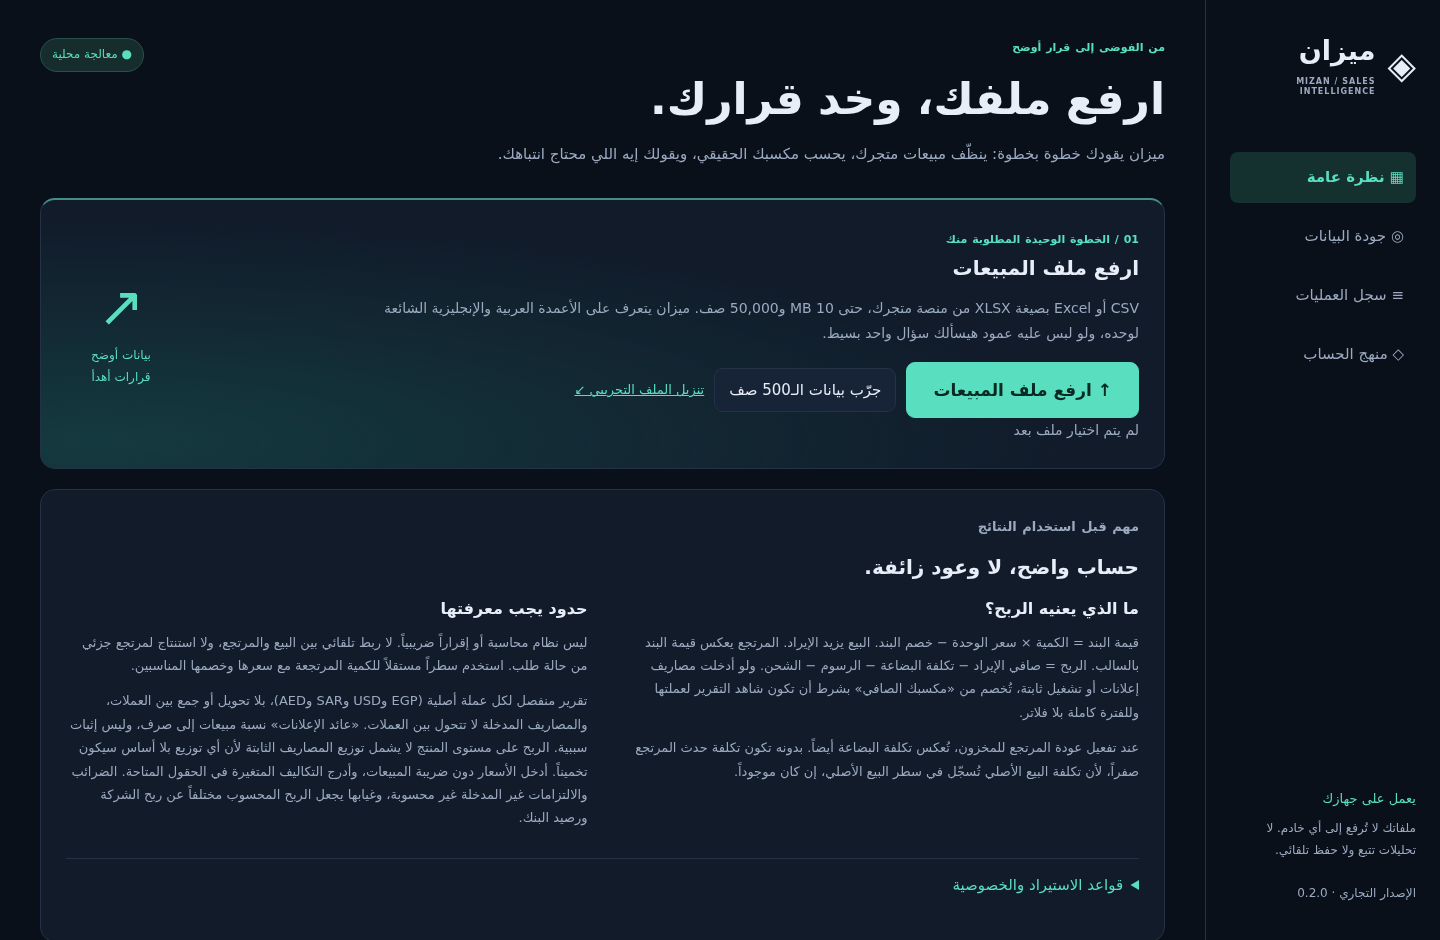 ميزان
MIZAN / SALES
INTELLIGENCE
نظرة عامة
جودة البيانات
سجل العمليات
منهج الحساب
يعمل على جهازك
ملفاتك لا تُرفع إلى أي خادم. لا
تحليلات تتبع ولا حفظ تلقائي.
الإصدار التجاري · 0.2.0
من الفوضى إلى قرار أوضح
معالجة محلية
ارفع ملفك، وخد قرارك.
ميزان يقودك خطوة بخطوة: ينظّف مبيعات متجرك، يحسب مكسبك الحقيقي، ويقولك إيه اللي محتاج انتباهك.
01 / الخطوة الوحيدة المطلوبة منك
ارفع ملف المبيعات
CSV أو Excel بصيغة XLSX من منصة متجرك، حتى 10 MB و50,000 صف. ميزان يتعرف على الأعمدة العربية والإنجليزية الشائعة
لوحده، ولو لبس عليه عمود هيسألك سؤال واحد بسيط.
↑ ارفع ملف المبيعات
جرّب بيانات الـ500 صف
تنزيل الملف التجريبي ↙
لم يتم اختيار ملف بعد
↗
بيانات أوضح
قرارات أهدأ
مهم قبل استخدام النتائج
حساب واضح، لا وعود زائفة.
ما الذي يعنيه الربح؟
قيمة البند = الكمية × سعر الوحدة − خصم البند. البيع يزيد الإيراد. المرتجع يعكس قيمة البند
بالسالب. الربح = صافي الإيراد − تكلفة البضاعة − الرسوم − الشحن. ولو أدخلت مصاريف
إعلانات أو تشغيل ثابتة، تُخصم من «مكسبك الصافي» بشرط أن تكون شاهد التقرير لعملتها
وللفترة كاملة بلا فلاتر.
عند تفعيل عودة المرتجع للمخزون، تُعكس تكلفة البضاعة أيضاً. بدونه تكون تكلفة حدث المرتجع
صفراً، لأن تكلفة البيع الأصلي تُسجّل في سطر البيع الأصلي، إن كان موجوداً.
حدود يجب معرفتها
ليس نظام محاسبة أو إقراراً ضريبياً. لا ربط تلقائي بين البيع والمرتجع، ولا استنتاج لمرتجع جزئي
من حالة طلب. استخدم سطراً مستقلاً للكمية المرتجعة مع سعرها وخصمها المناسبين.
تقرير منفصل لكل عملة أصلية (EGP وUSD وSAR وAED)، بلا تحويل أو جمع بين العملات،
والمصاريف المدخلة لا تتحول بين العملات. «عائد الإعلانات» نسبة مبيعات إلى صرف، وليس إثبات
سببية. الربح على مستوى المنتج لا يشمل توزيع المصاريف الثابتة لأن أي توزيع بلا أساس سيكون
تخميناً. أدخل الأسعار دون ضريبة المبيعات، وأدرج التكاليف المتغيرة في الحقول المتاحة. الضرائب
والالتزامات غير المدخلة غير محسوبة، وغيابها يجعل الربح المحسوب مختلفاً عن ربح الشركة
ورصيد البنك.
قواعد الاستيراد والخصوصية